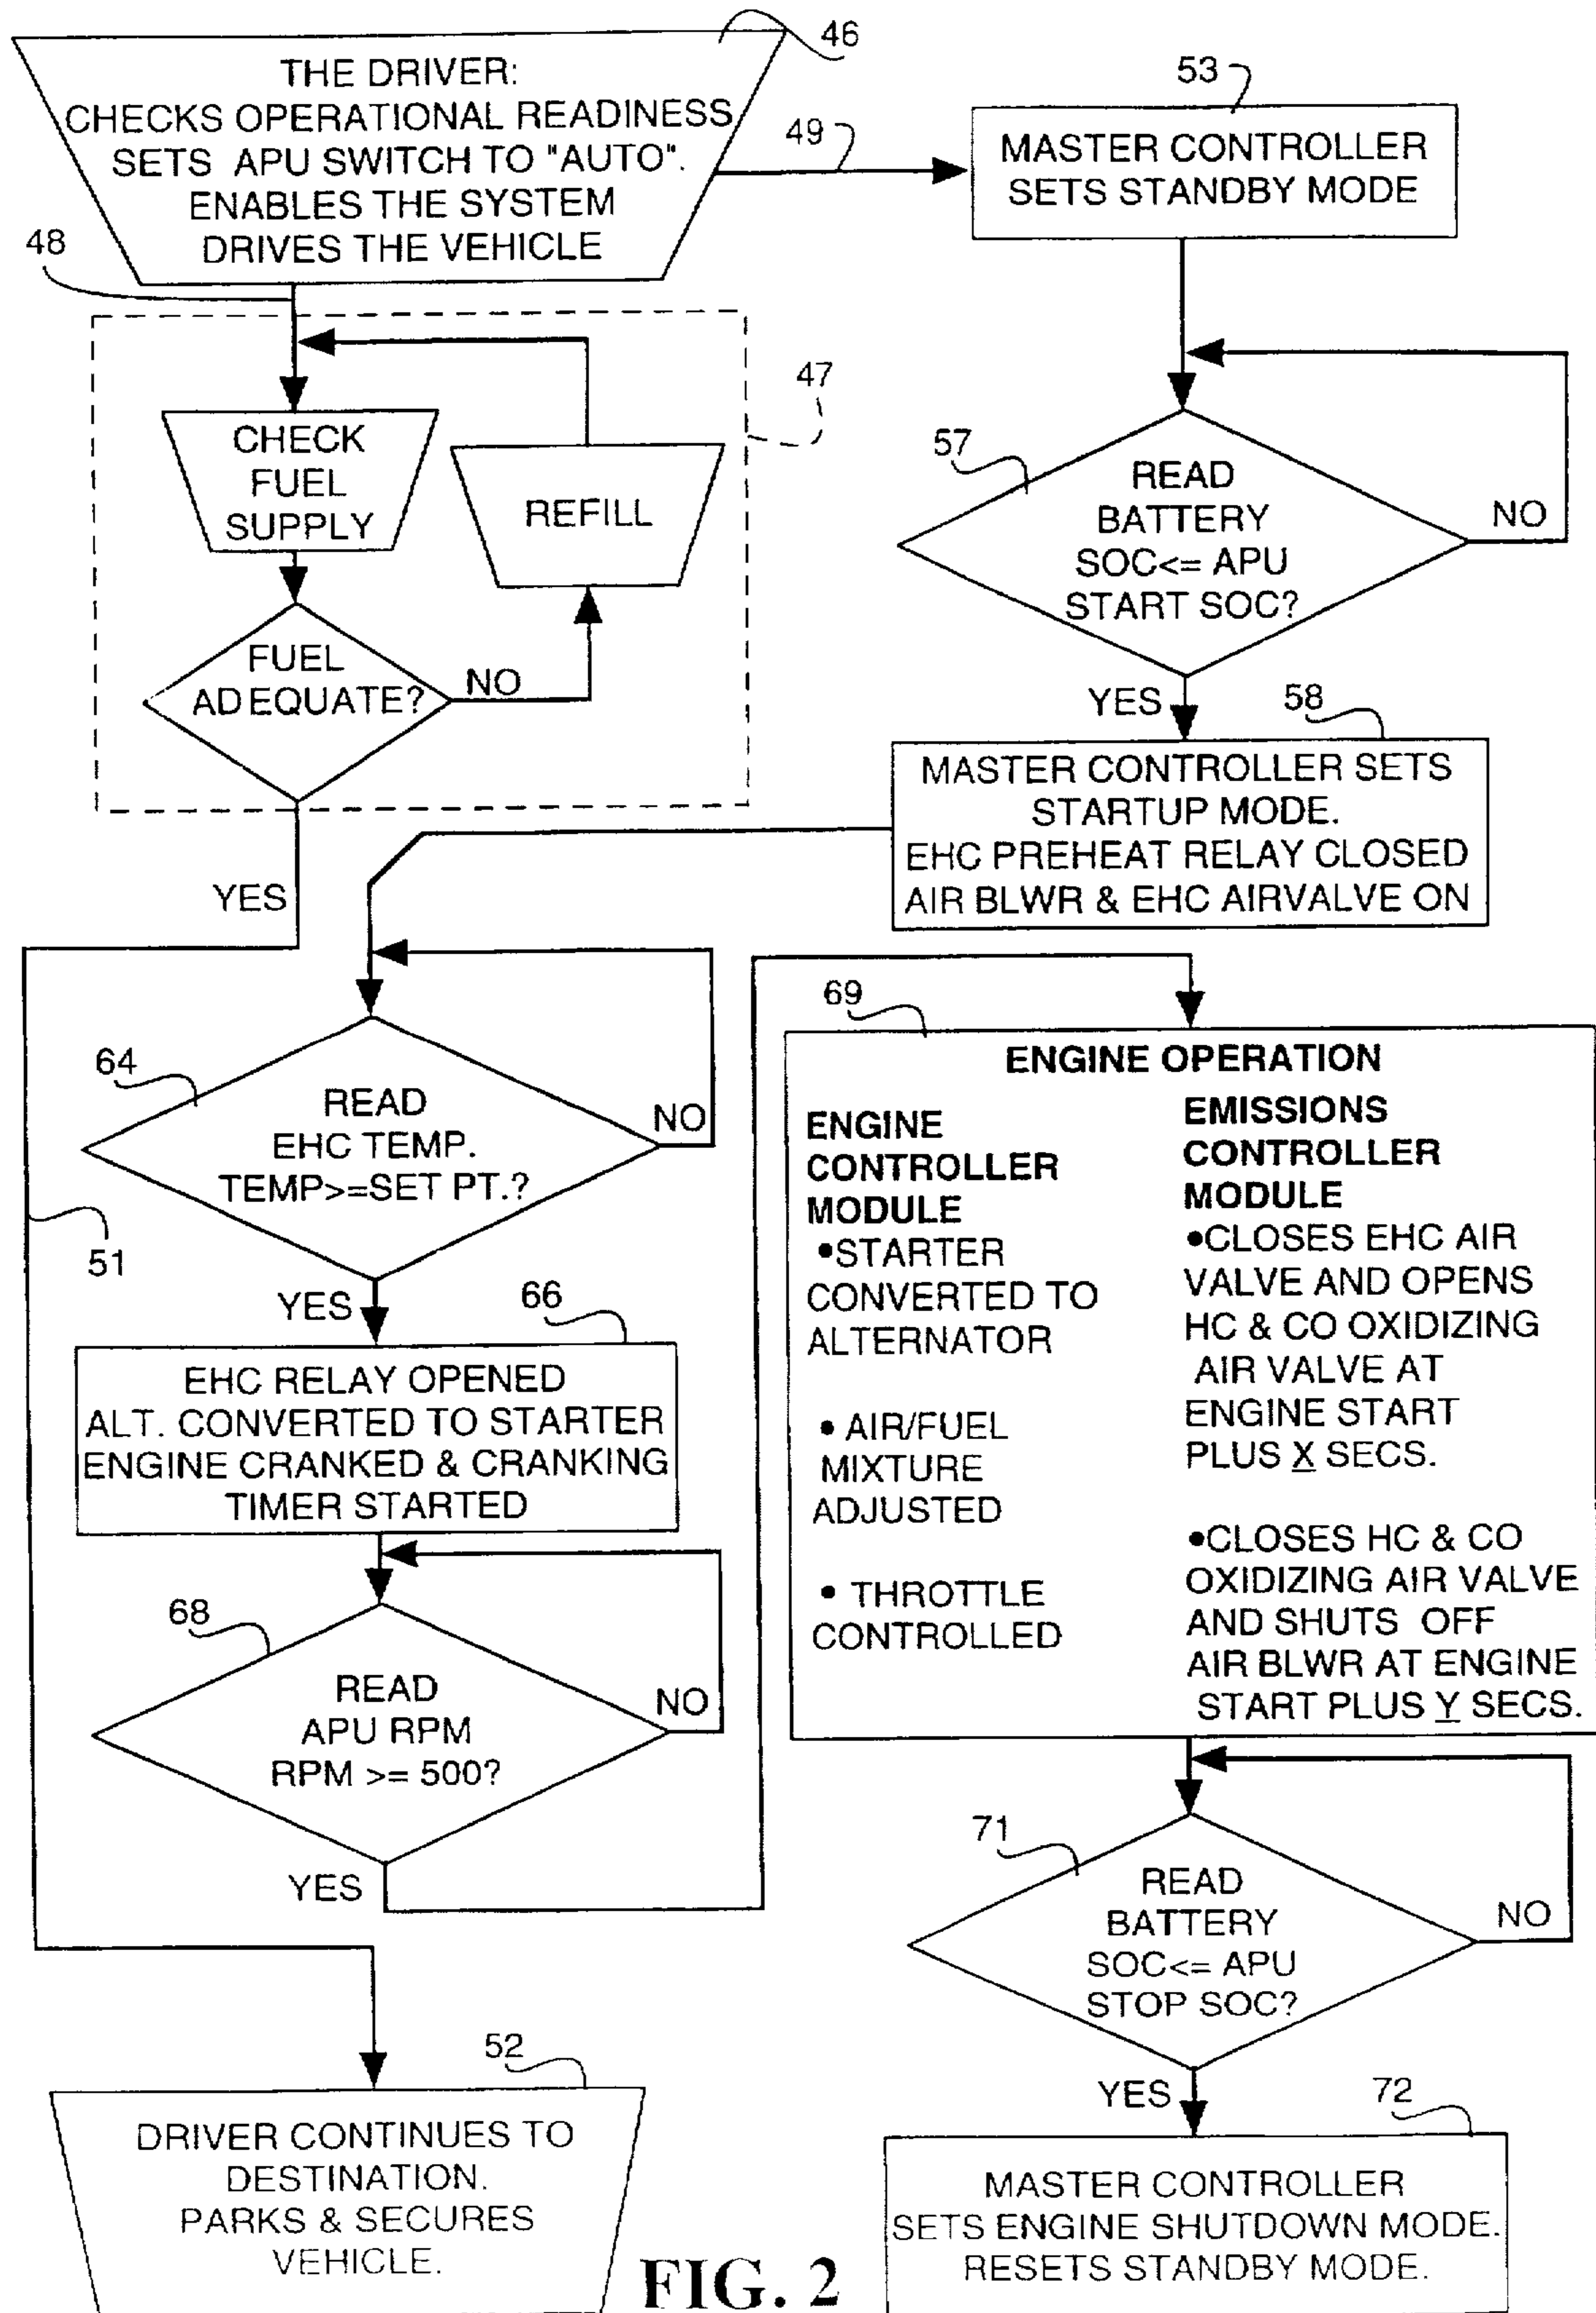 46
THE DRIVER:
CHECKS OPERATIONAL READINESS
SETS APU SWITCH TO "AUTO".
ENABLES THE SYSTEM
DRIVES THE VEHICLE
49
53
MASTER CONTROLLER
SETS STANDBY MODE
48
47
CHECK
FUEL
SUPPLY
REFILL
FUEL
ADEQUATE?
NO
YES
57
READ
BATTERY
SOC<= APU
START SOC?
NO
YES
58
MASTER CONTROLLER SETS
STARTUP MODE.
EHC PREHEAT RELAY CLOSED
AIR BLWR & EHC AIRVALVE ON
64
READ
EHC TEMP.
TEMP>=SET PT.?
NO
51
YES
66
EHC RELAY OPENED
ALT. CONVERTED TO STARTER
ENGINE CRANKED & CRANKING
TIMER STARTED
68
READ
APU RPM
RPM >= 500?
NO
YES
69
ENGINE OPERATION
ENGINE
CONTROLLER
MODULE
•STARTER
CONVERTED TO
ALTERNATOR
• AIR/FUEL
MIXTURE
ADJUSTED
• THROTTLE
CONTROLLED
EMISSIONS
CONTROLLER
MODULE
•CLOSES EHC AIR
VALVE AND OPENS
HC & CO OXIDIZING
AIR VALVE AT
ENGINE START
PLUS X SECS.
•CLOSES HC & CO
OXIDIZING AIR VALVE
AND SHUTS OFF
AIR BLWR AT ENGINE
START PLUS Y SECS.
71
READ
BATTERY
SOC<= APU
STOP SOC?
NO
YES
52
DRIVER CONTINUES TO
DESTINATION.
PARKS & SECURES
VEHICLE.
72
MASTER CONTROLLER
SETS ENGINE SHUTDOWN MODE.
RESETS STANDBY MODE.
FIG. 2